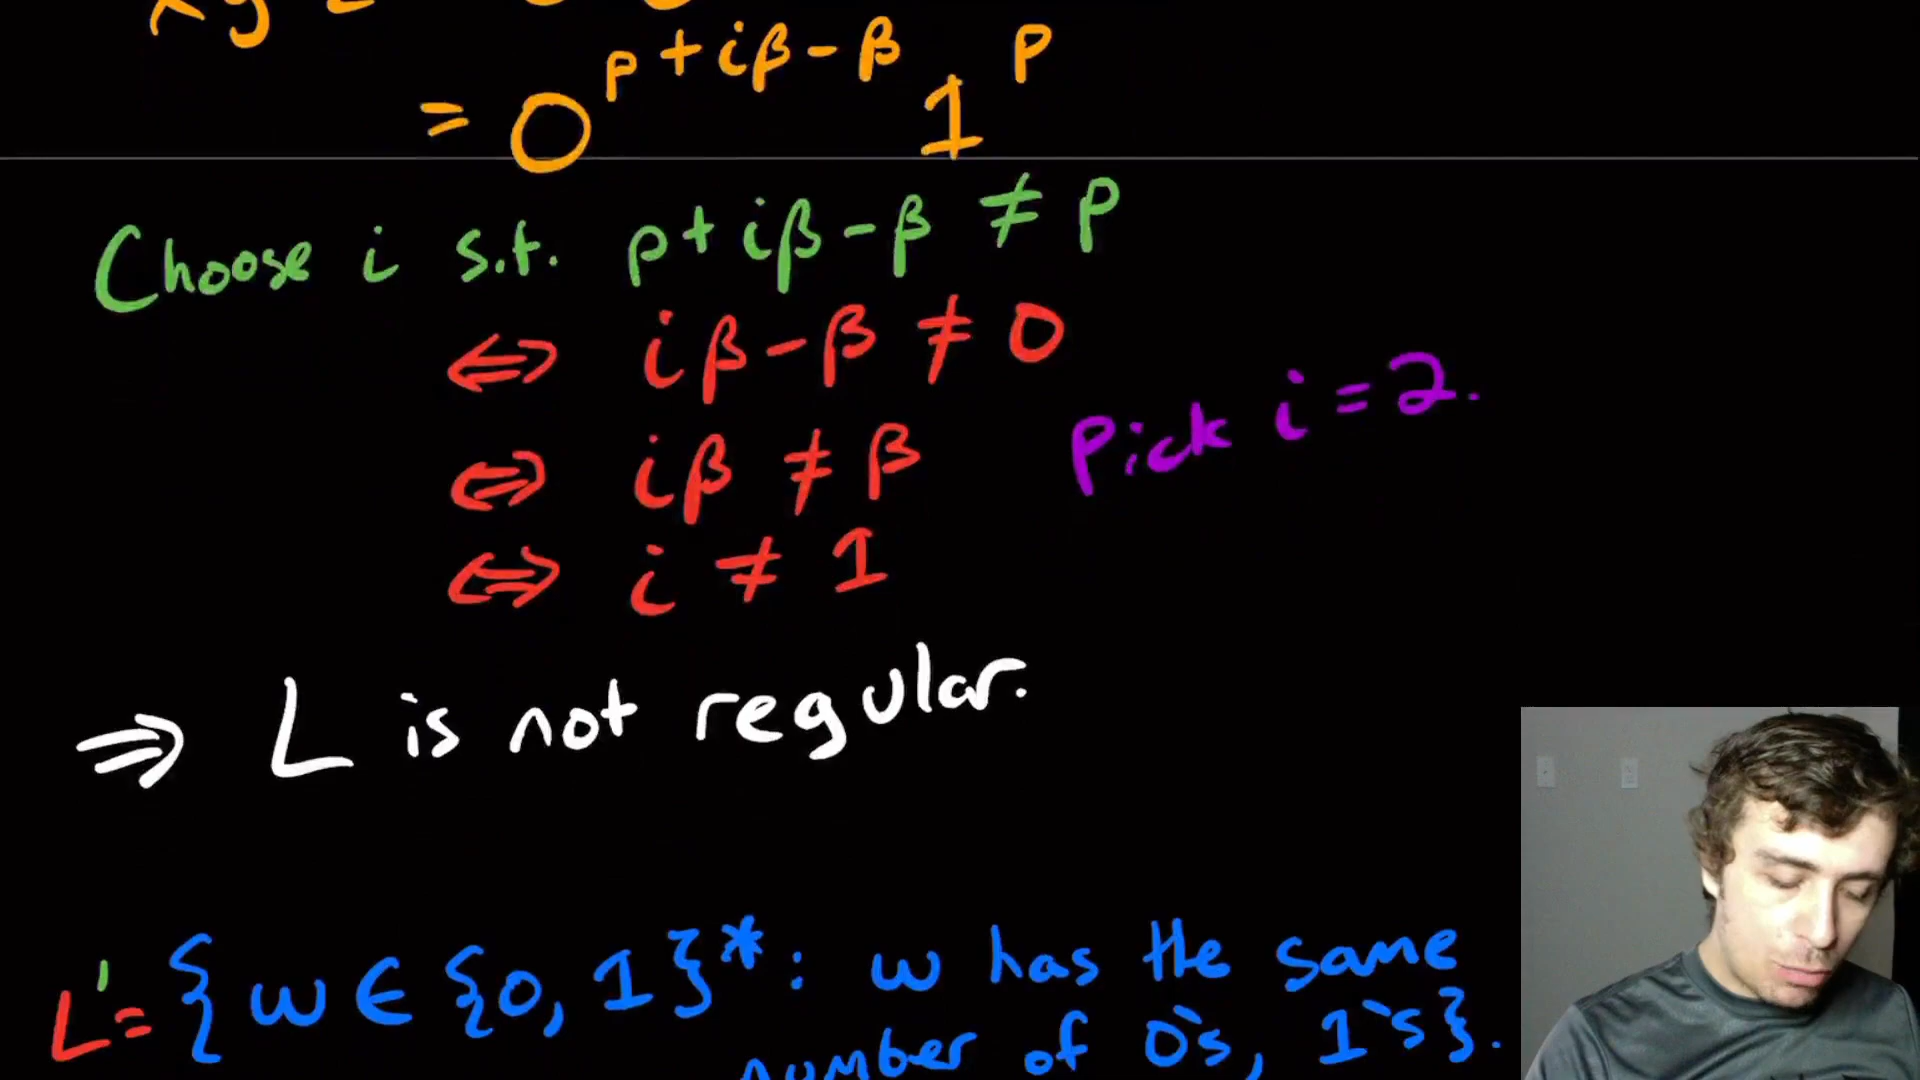 xy z
= 0^{p+iβ-β} 1^p
Choose i s.t. p+iβ-β ≠ p
⇔ iβ-β ≠ 0
Pick i=2.
⇔ iβ ≠ β
⇔ i ≠ 1
⇒ L is not regular.
L'= {w ∈ {0, 1}*: w has the same
number of 0's, 1's}.